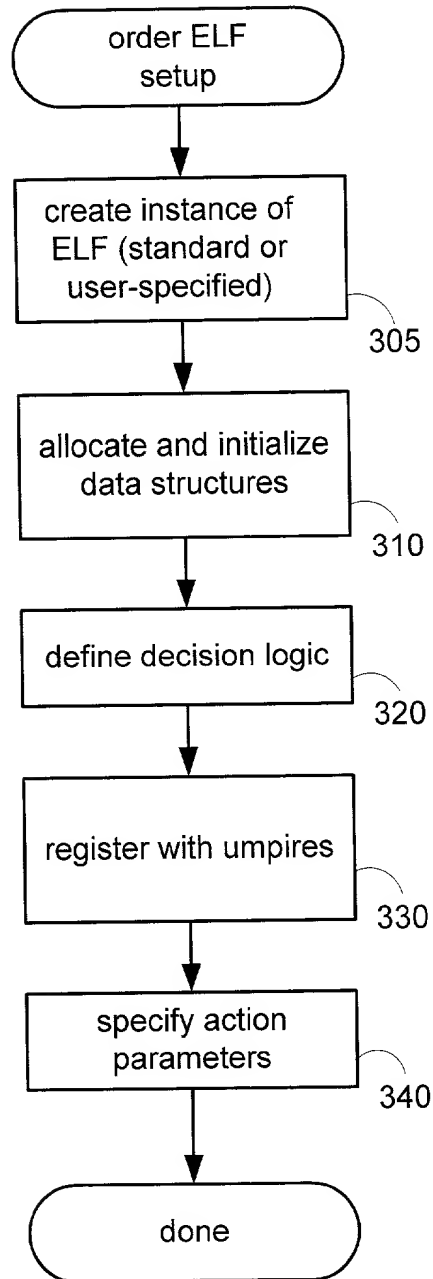 order ELF
setup
create instance of
ELF (standard or
user-specified)
305
allocate and initialize
data structures
310
define decision logic
320
register with umpires
330
specify action
parameters
340
done